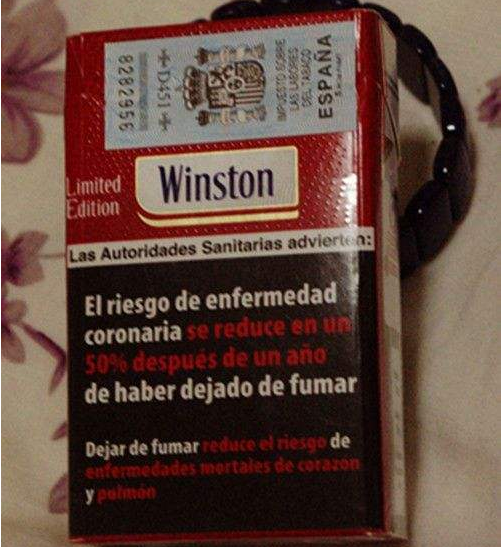 8282956
✠D451✠
IMPUESTO SOBRE
LAS LABORES
DEL TABACO
ESPAÑA
Limited
Edition
Winston
Las Autoridades Sanitarias advierten:
El riesgo de enfermedad
coronaria se reduce en un
50% después de un año
de haber dejado de fumar
Dejar de fumar reduce el riesgo de
enfermedades mortales de corazon
y pulmón